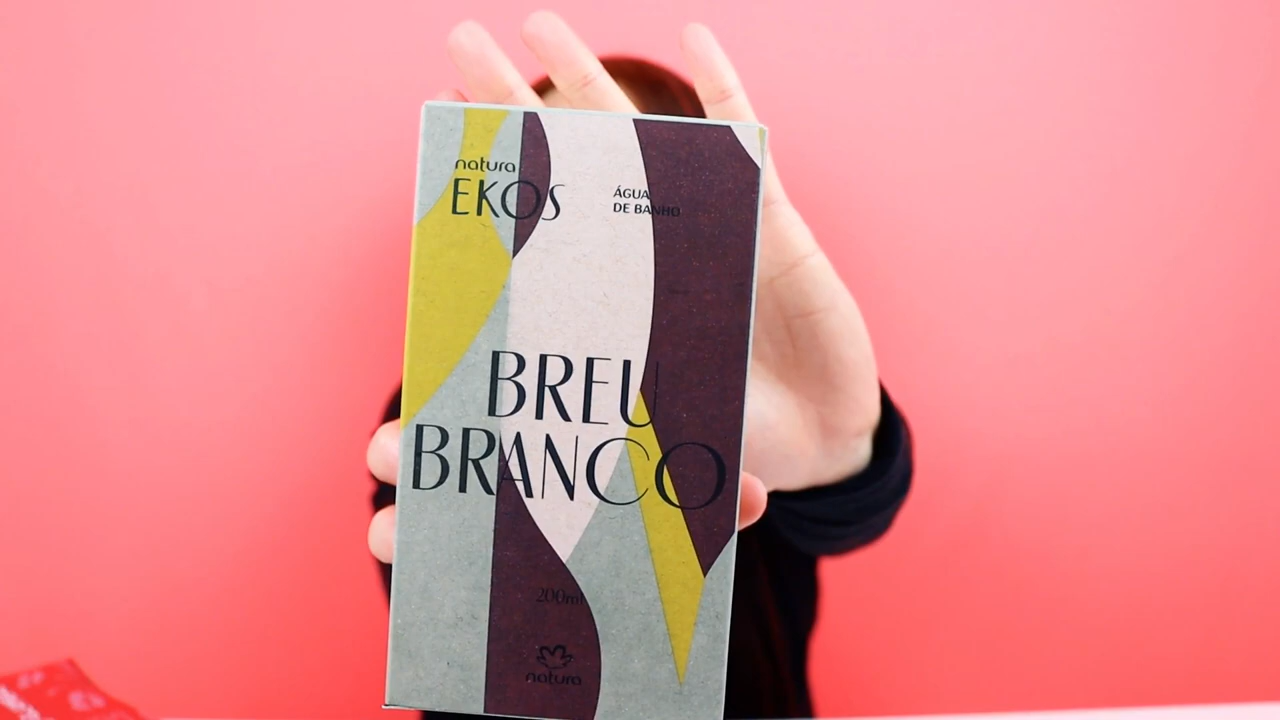 natura
EKOS
ÁGUA
DE BANHO
BREU
BRANCO
200ml
natura